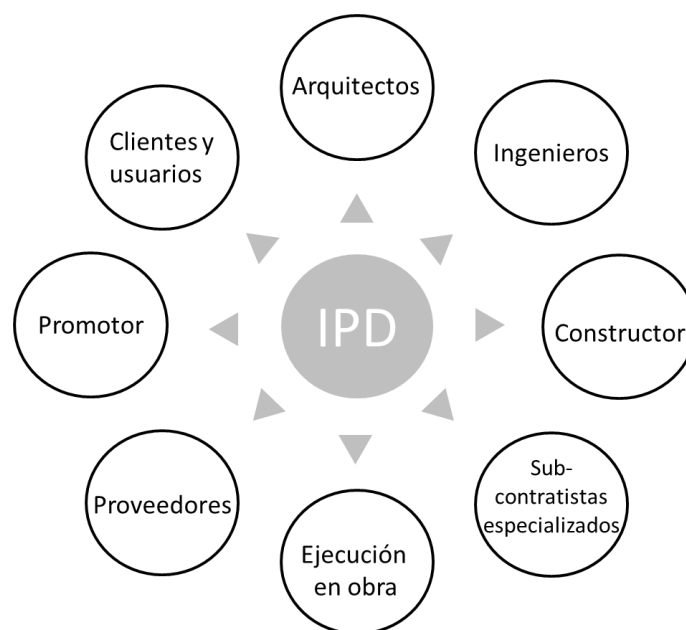 Arquitectos
Ingenieros
Constructor
Sub-
contratistas
especializados
Ejecución
en obra
Proveedores
Promotor
Clientes y
usuarios
IPD